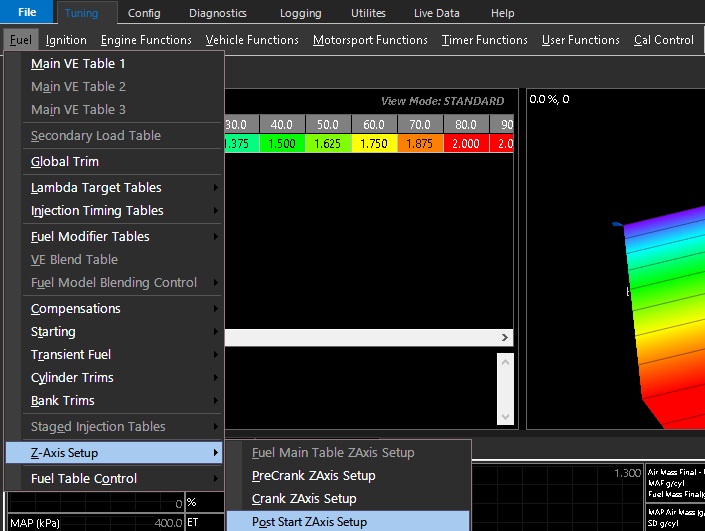 File Tuning Config Diagnostics Logging Utilites Live Data Help
Fuel Ignition Engine Functions Vehicle Functions Motorsport Functions Timer Functions User Functions Cal Control
Main VE Table 1
Main VE Table 2
Main VE Table 3
Secondary Load Table
Global Trim
Lambda Target Tables
Injection Timing Tables
Fuel Modifier Tables
VE Blend Table
Fuel Model Blending Control
Compensations
Starting
Transient Fuel
Cylinder Trims
Bank Trims
Staged Injection Tables
Z-Axis Setup
Fuel Table Control
View Mode: STANDARD
30.0 40.0 50.0 60.0 70.0 80.0 90
1.375 1.500 1.625 1.750 1.875 2.000 2.0
0.0 %, 0
Fuel Main Table ZAxis Setup
PreCrank ZAxis Setup
Crank ZAxis Setup
Post Start ZAxis Setup
0 %
MAP (kPa) 400.0 ET
1.300
Air Mass Final -
MAF g/cyl
Fuel Mass Final
MAP Air Mass (g
SD g/cyl